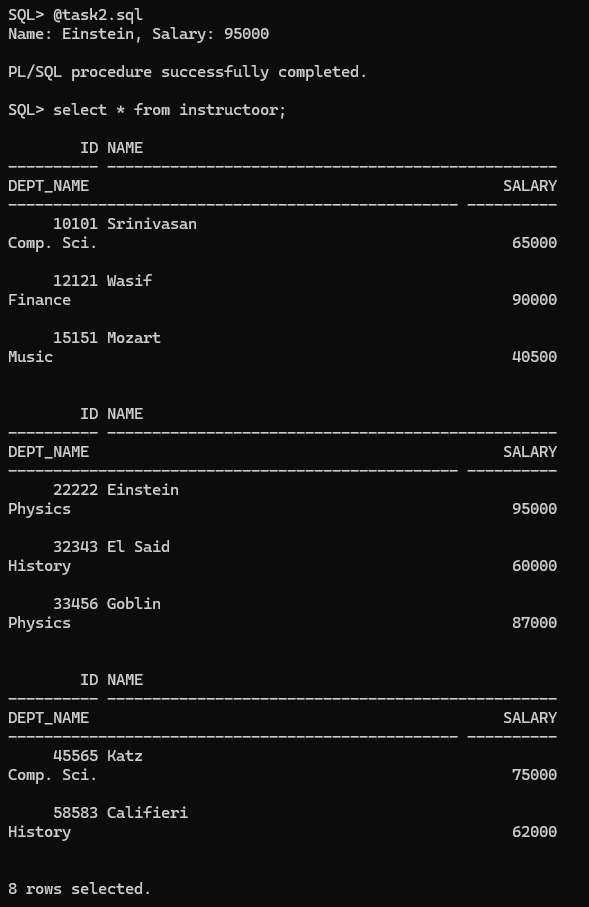 SQL> @task2.sql
Name: Einstein, Salary: 95000
PL/SQL procedure successfully completed.
SQL> select * from instructoor;
        ID NAME
---------- --------------------------------------------------
DEPT_NAME                                              SALARY
-------------------------------------------------- ----------
     10101 Srinivasan
Comp. Sci.                                              65000
     12121 Wasif
Finance                                                 90000
     15151 Mozart
Music                                                   40500
        ID NAME
---------- --------------------------------------------------
DEPT_NAME                                              SALARY
-------------------------------------------------- ----------
     22222 Einstein
Physics                                                 95000
     32343 El Said
History                                                 60000
     33456 Goblin
Physics                                                 87000
        ID NAME
---------- --------------------------------------------------
DEPT_NAME                                              SALARY
-------------------------------------------------- ----------
     45565 Katz
Comp. Sci.                                              75000
     58583 Califieri
History                                                 62000
8 rows selected.